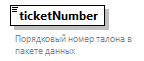 ticketNumber
Порядковый номер талона в
пакете данных